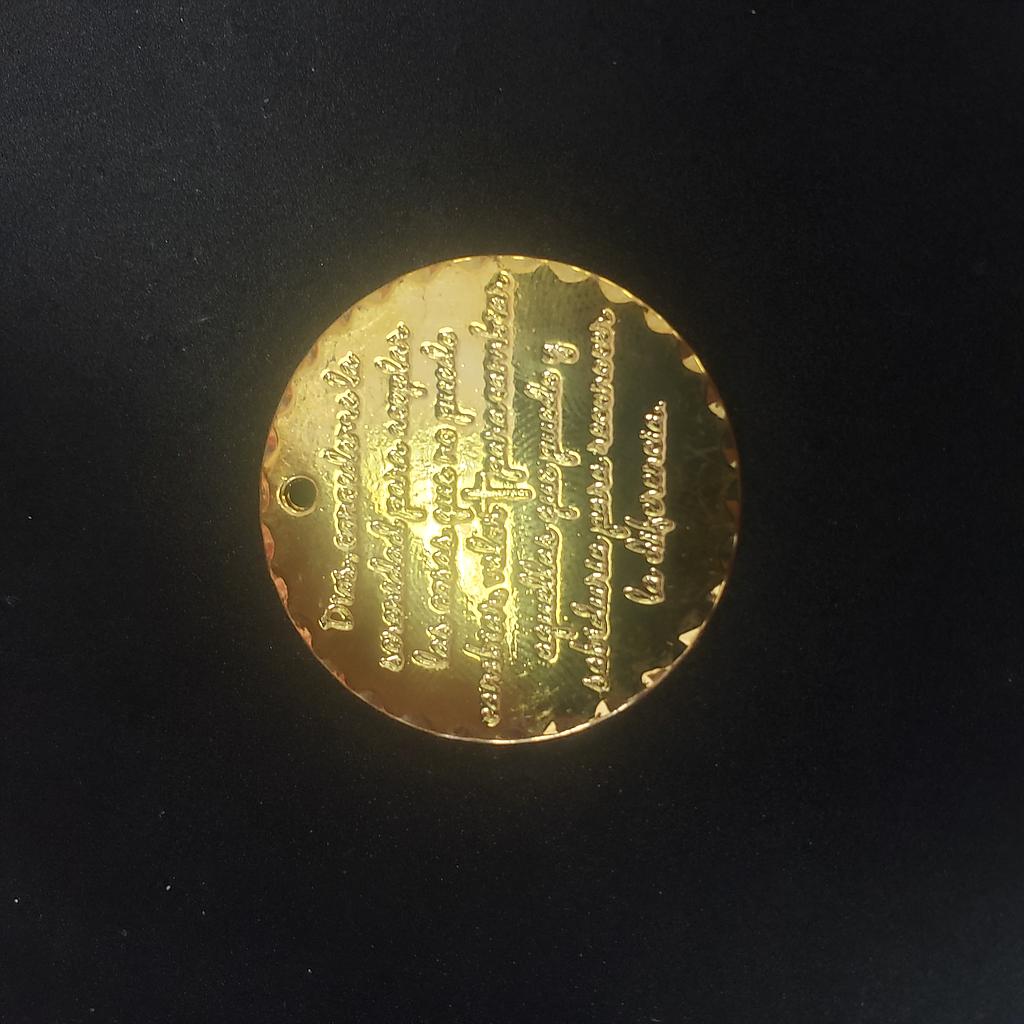 Dios, concédeme la
serenidad para aceptar
las cosas que no puedo
cambiar, valor para cambiar
aquellas que puedo y
sabiduría para reconocer
la diferencia.